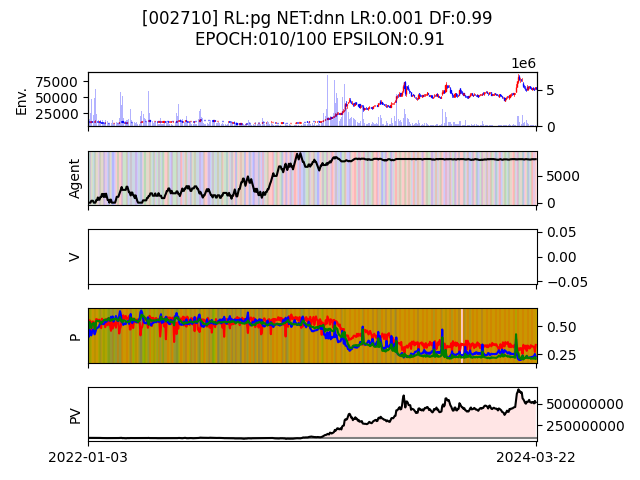 [002710] RL:pg NET:dnn LR:0.001 DF:0.99
EPOCH:010/100 EPSILON:0.91
1e6
Env.
75000
50000
25000
5
0
Agent
5000
0
V
0.05
0.00
−0.05
P
0.50
0.25
PV
500000000
250000000
2022-01-03
2024-03-22